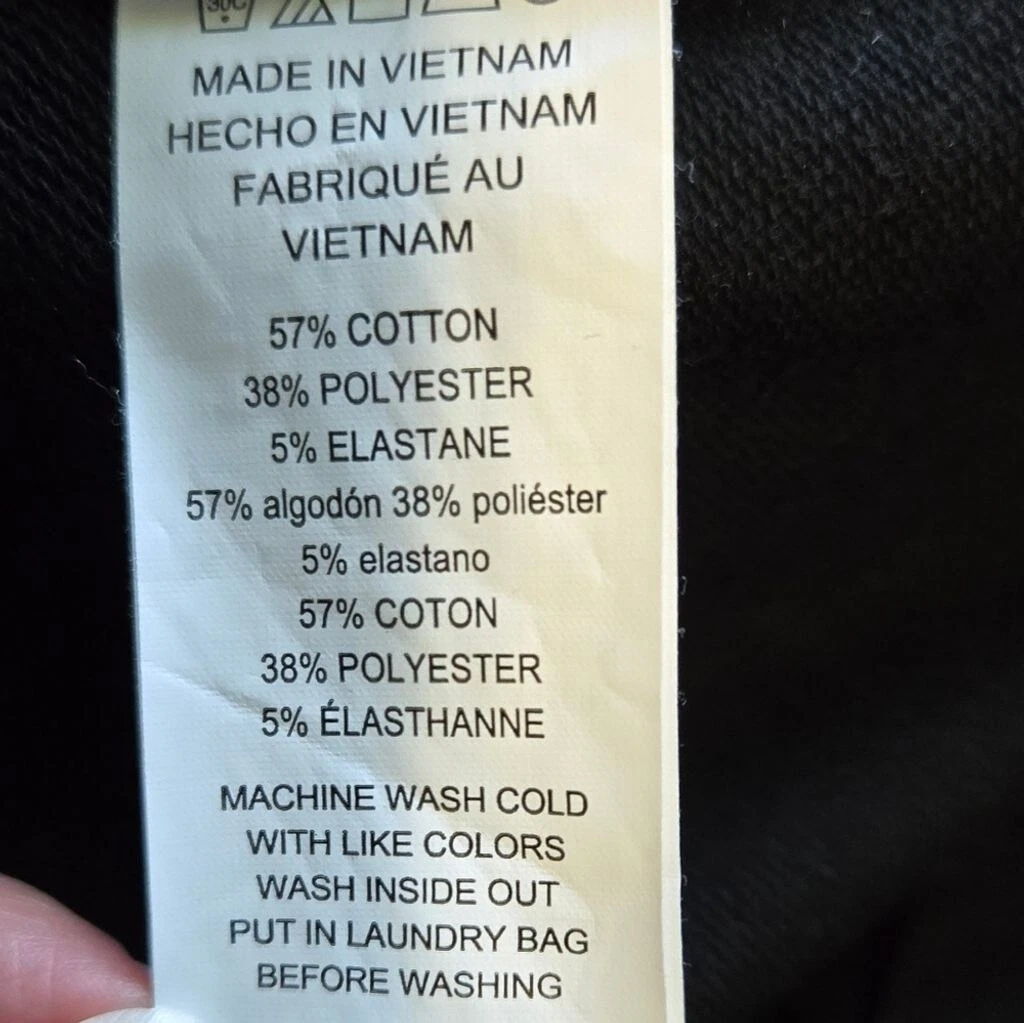 30C
MADE IN VIETNAM
HECHO EN VIETNAM
FABRIQUÉ AU
VIETNAM
57% COTTON
38% POLYESTER
5% ELASTANE
57% algodón 38% poliéster
5% elastano
57% COTON
38% POLYESTER
5% ÉLASTHANNE
MACHINE WASH COLD
WITH LIKE COLORS
WASH INSIDE OUT
PUT IN LAUNDRY BAG
BEFORE WASHING